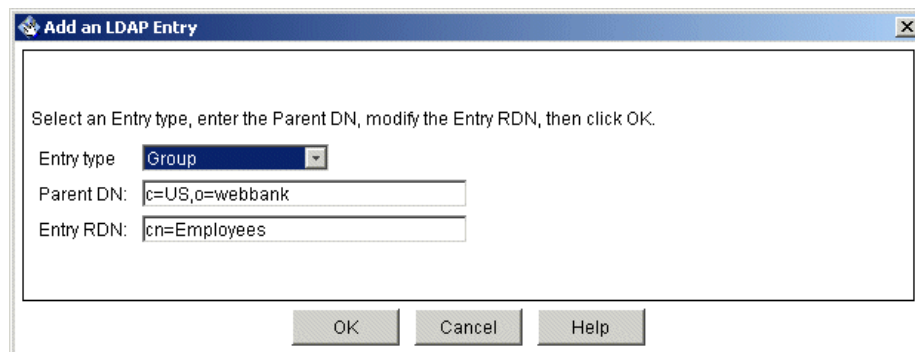 Add an LDAP Entry
Select an Entry type, enter the Parent DN, modify the Entry RDN, then click OK.
Entry type Group
Parent DN: c=US,o=webbank
Entry RDN: cn=Employees
OK Cancel Help